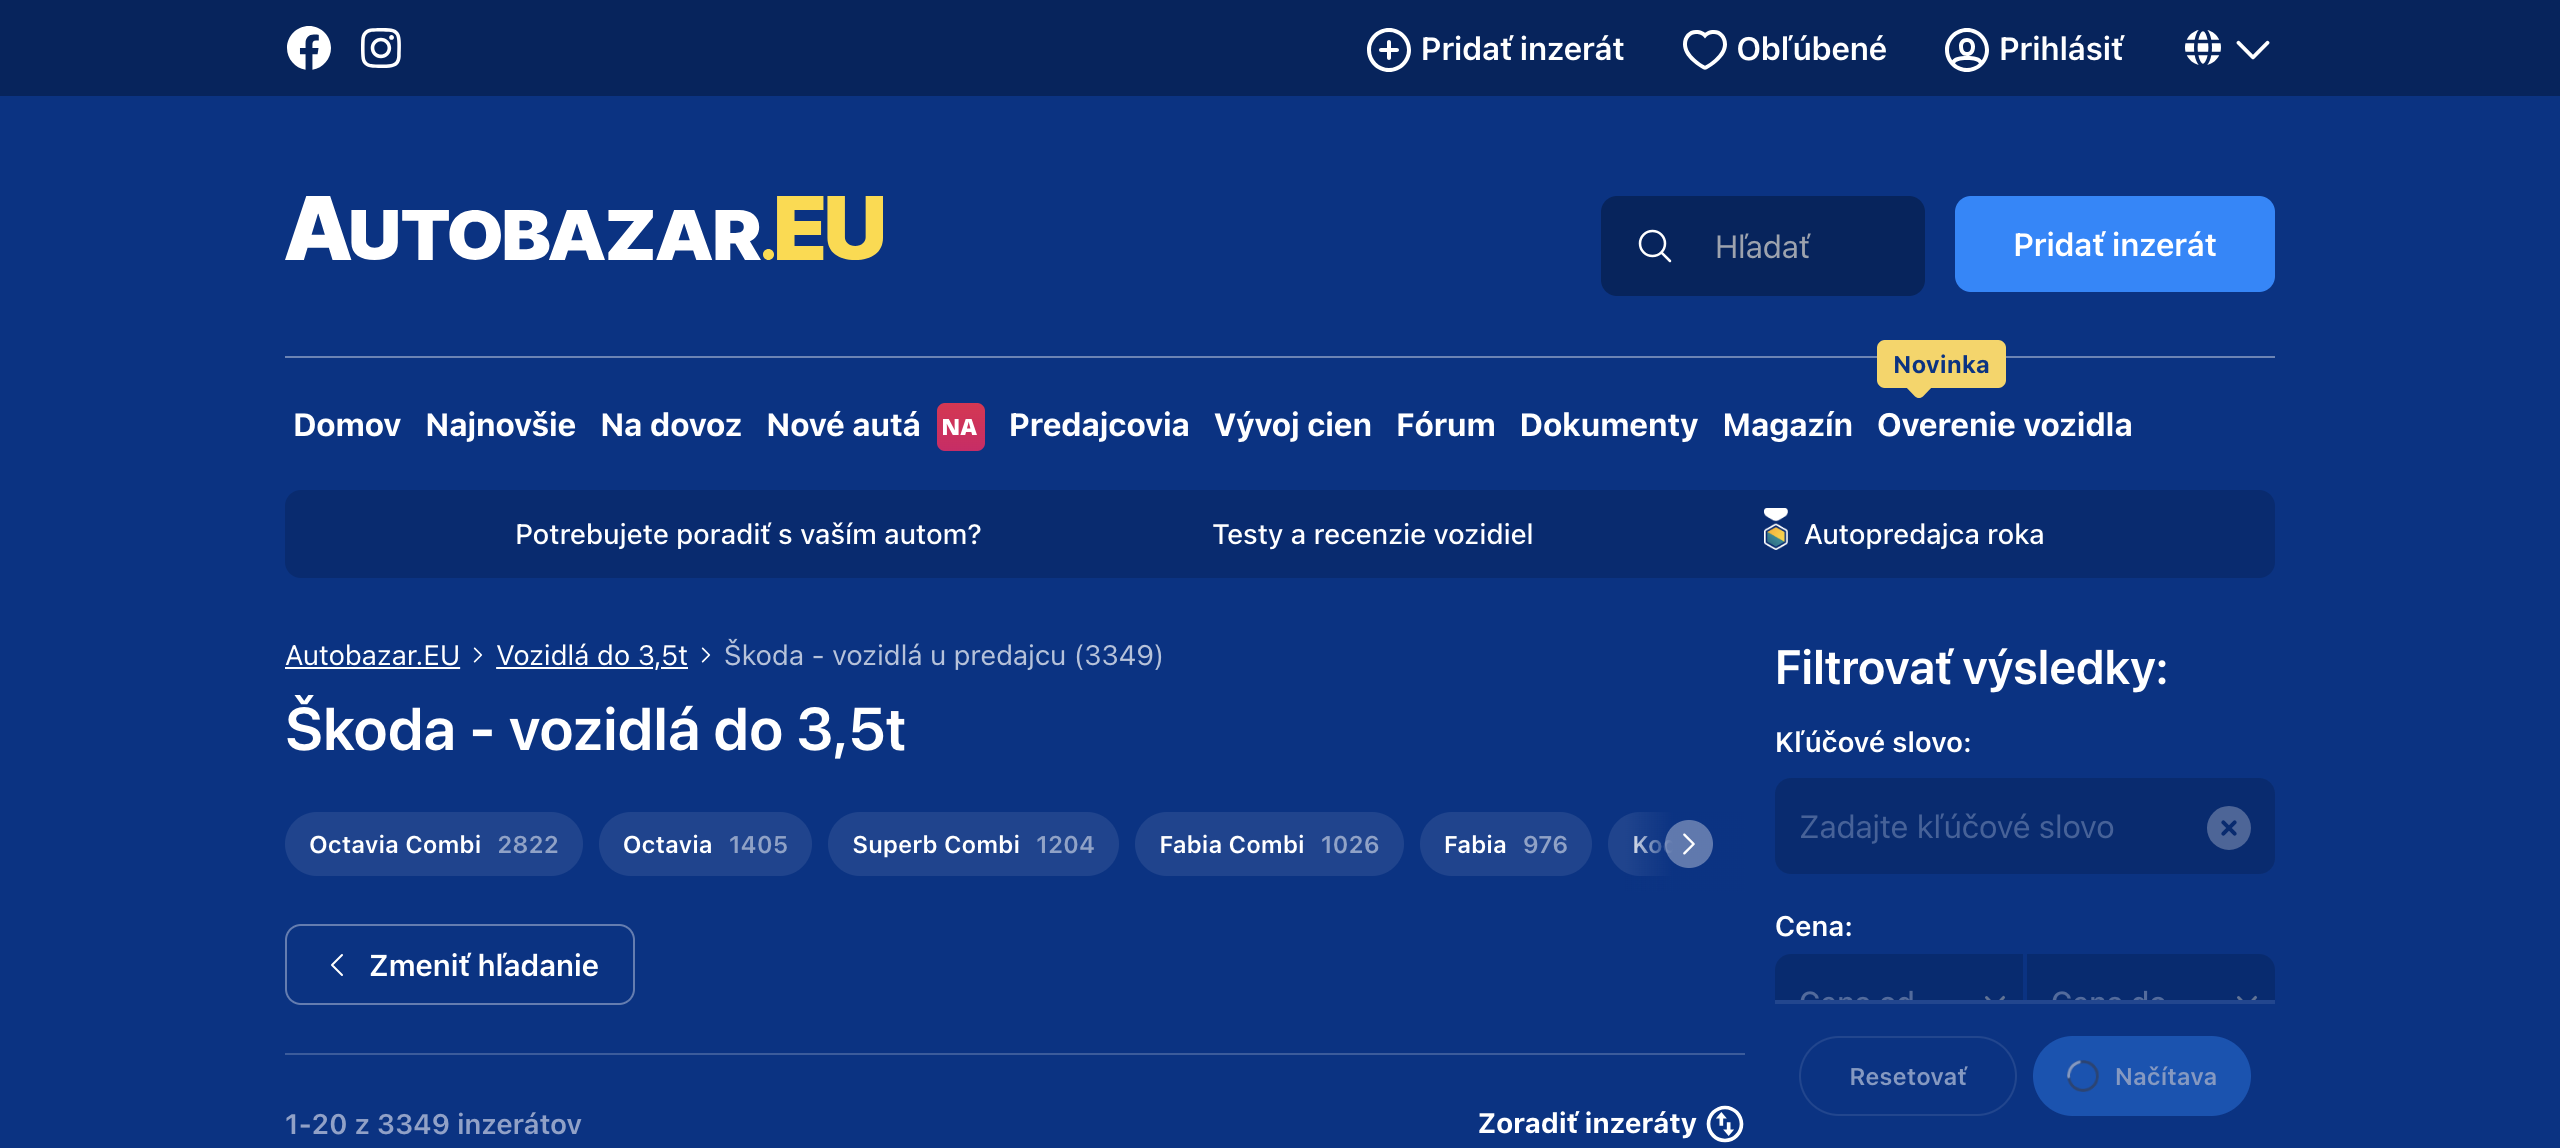 Pridať inzerát
Obľúbené
Prihlásiť
AUTOBAZAR.EU
Hľadať
Pridať inzerát
Novinka
Domov Najnovšie Na dovoz Nové autá NA Predajcovia Vývoj cien Fórum Dokumenty Magazín Overenie vozidla
Potrebujete poradiť s vaším autom?
Testy a recenzie vozidiel
Autopredajca roka
Autobazar.EU > Vozidlá do 3,5t > Škoda - vozidlá u predajcu (3349)
Škoda - vozidlá do 3,5t
Octavia Combi 2822
Octavia 1405
Superb Combi 1204
Fabia Combi 1026
Fabia 976
Zmeniť hľadanie
1-20 z 3349 inzerátov
Zoradiť inzeráty
Filtrovať výsledky:
Kľúčové slovo:
Zadajte kľúčové slovo
Cena:
Cena od
Cena do
Resetovať
Načítava